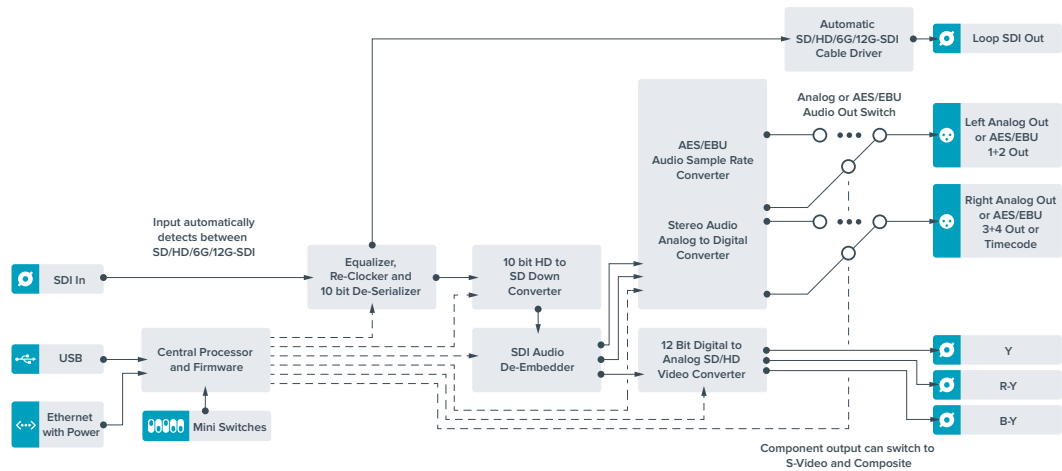 Automatic
SD/HD/6G/12G-SDI
Cable Driver
Loop SDI Out
Analog or AES/EBU
Audio Out Switch
Left Analog Out
or AES/EBU
1+2 Out
AES/EBU
Audio Sample Rate
Converter
Right Analog Out
or AES/EBU
3+4 Out or
Timecode
Stereo Audio
Analog to Digital
Converter
Input automatically
detects between
SD/HD/6G/12G-SDI
SDI In
Equalizer,
Re-Clocker and
10 bit De-Serializer
10 bit HD to
SD Down
Converter
USB
Central Processor
and Firmware
SDI Audio
De-Embedder
12 Bit Digital to
Analog SD/HD
Video Converter
Y
R-Y
B-Y
Ethernet
with Power
Mini Switches
Component output can switch to
S-Video and Composite